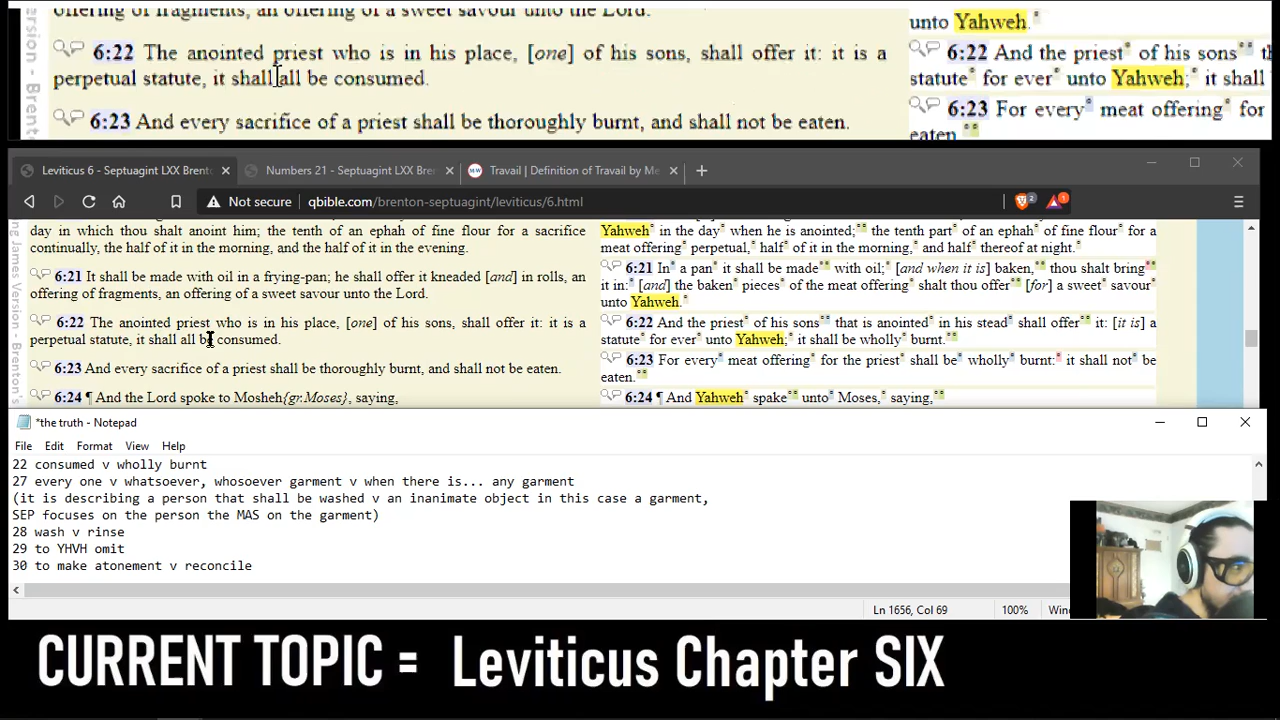 offering of fragments, an offering of a sweet savour unto the Lord.
6:22 The anointed priest who is in his place, [one] of his sons, shall offer it: it is a
perpetual statute, it shall all be consumed.
6:23 And every sacrifice of a priest shall be thoroughly burnt, and shall not be eaten.
unto Yahweh.
6:22 And the priest of his sons
statute for ever unto Yahweh; it shall
6:23 For every meat offering for
eaten.
ersion - Brento
Leviticus 6 - Septuagint LXX Brent
Numbers 21 - Septuagint LXX Bren
Travail | Definition of Travail by Me
Not secure | qbible.com/brenton-septuagint/leviticus/6.html
2
1
day in which thou shalt anoint him; the tenth of an ephah of fine flour for a sacrifice
continually, the half of it in the morning, and the half of it in the evening.
6:21 It shall be made with oil in a frying-pan; he shall offer it kneaded [and] in rolls, an
offering of fragments, an offering of a sweet savour unto the Lord.
6:22 The anointed priest who is in his place, [one] of his sons, shall offer it: it is a
perpetual statute, it shall all be consumed.
6:23 And every sacrifice of a priest shall be thoroughly burnt, and shall not be eaten.
6:24 ¶ And the Lord spoke to Mosheh{gr.Moses}, saying,
Yahweh in the day when he is anointed; the tenth part of an ephah of fine flour for a
meat offering perpetual, half of it in the morning, and half thereof at night.
6:21 In a pan it shall be made with oil; [and when it is] baken, thou shalt bring
it in: [and] the baken pieces of the meat offering shalt thou offer [for] a sweet savour
unto Yahweh.
6:22 And the priest of his sons that is anointed in his stead shall offer it: [it is] a
statute for ever unto Yahweh; it shall be wholly burnt.
6:23 For every meat offering for the priest shall be wholly burnt: it shall not be
eaten.
6:24 ¶ And Yahweh spake unto Moses, saying,
ing James Version - Brenton's
*the truth - Notepad
File Edit Format View Help
22 consumed v wholly burnt
27 every one v whatsoever, whosoever garment v when there is... any garment
(it is describing a person that shall be washed v an inanimate object in this case a garment,
SEP focuses on the person the MAS on the garment)
28 wash v rinse
29 to YHVH omit
30 to make atonement v reconcile
Ln 1656, Col 69
100%
Win
CURRENT TOPIC = Leviticus Chapter SIX